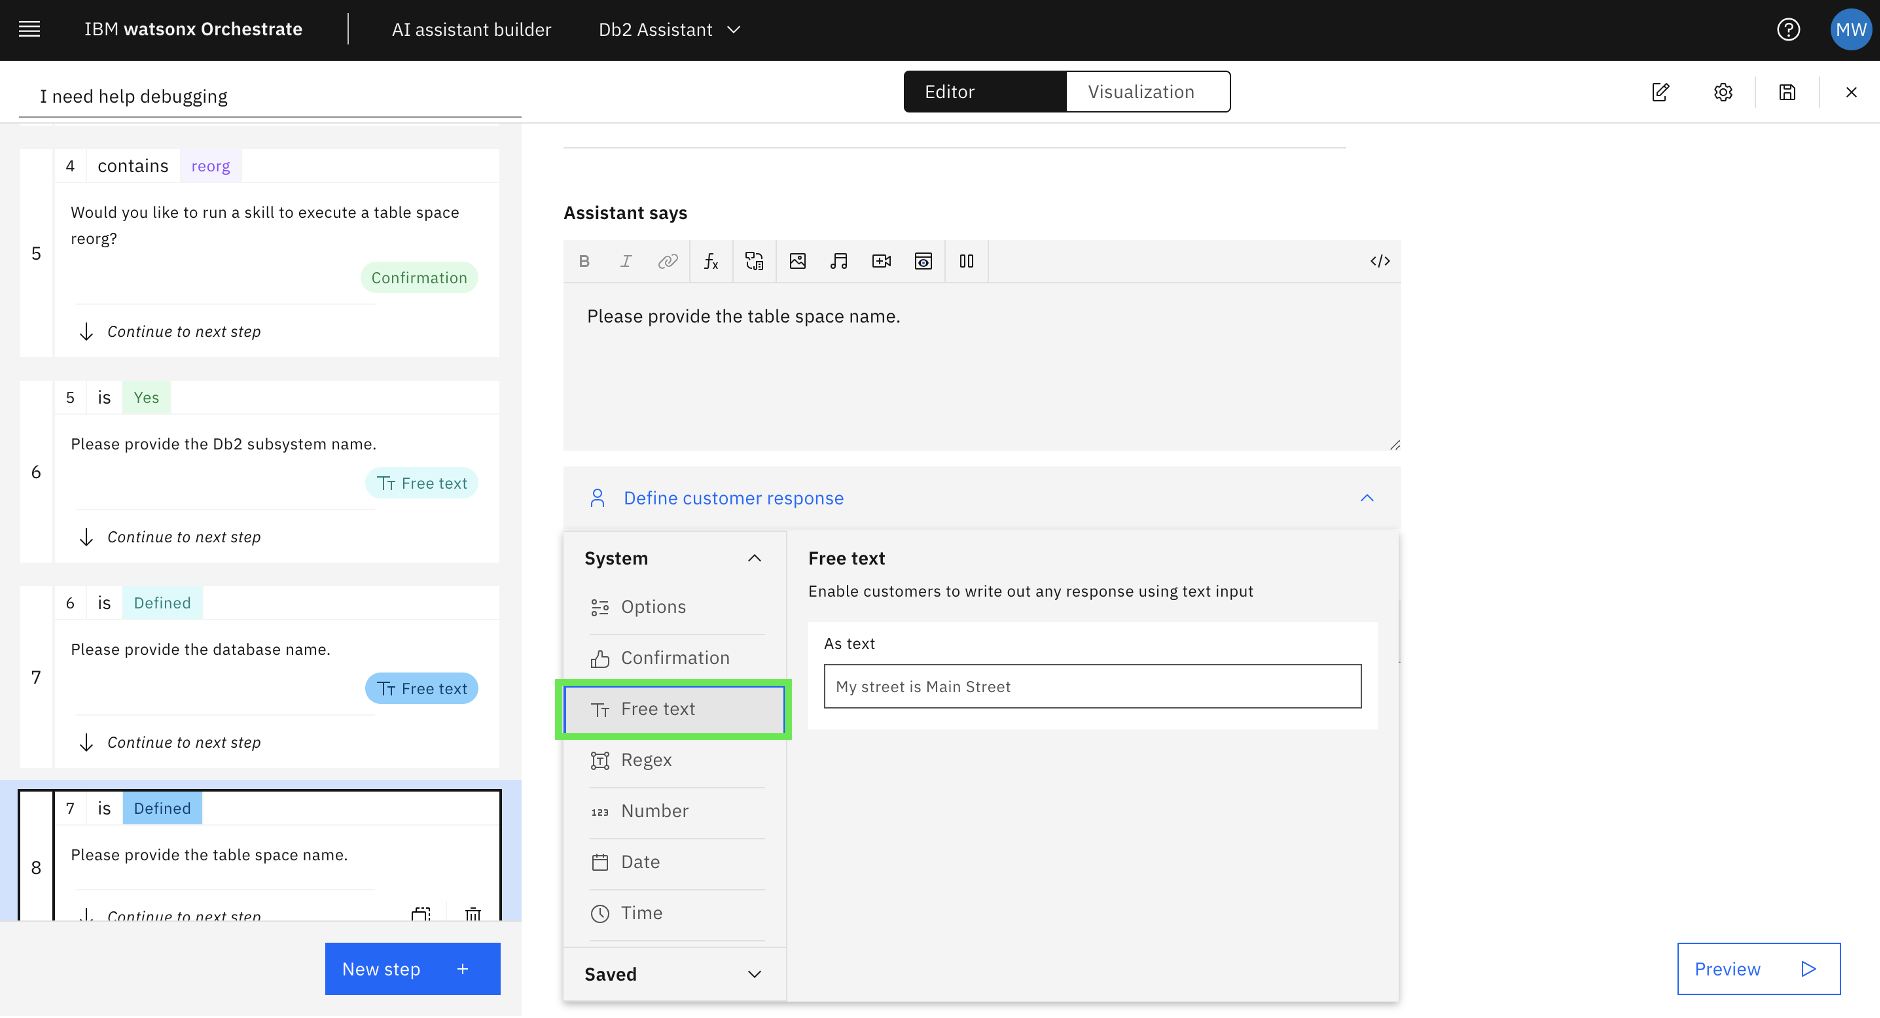 IBM watsonx Orchestrate
AI assistant builder
Db2 Assistant
MW
I need help debugging
Editor
Visualization
4 contains reorg
Would you like to run a skill to execute a table space
reorg?
5
Confirmation
Continue to next step
5 is Yes
Please provide the Db2 subsystem name.
6
Free text
Continue to next step
6 is Defined
Please provide the database name.
7
Free text
Continue to next step
7 is Defined
Please provide the table space name.
8
Continue to next step
New step +
Assistant says
B I fx </>
Please provide the table space name.
Define customer response
System
Options
Confirmation
Free text
Regex
123 Number
Date
Time
Saved
Free text
Enable customers to write out any response using text input
As text
My street is Main Street
Preview